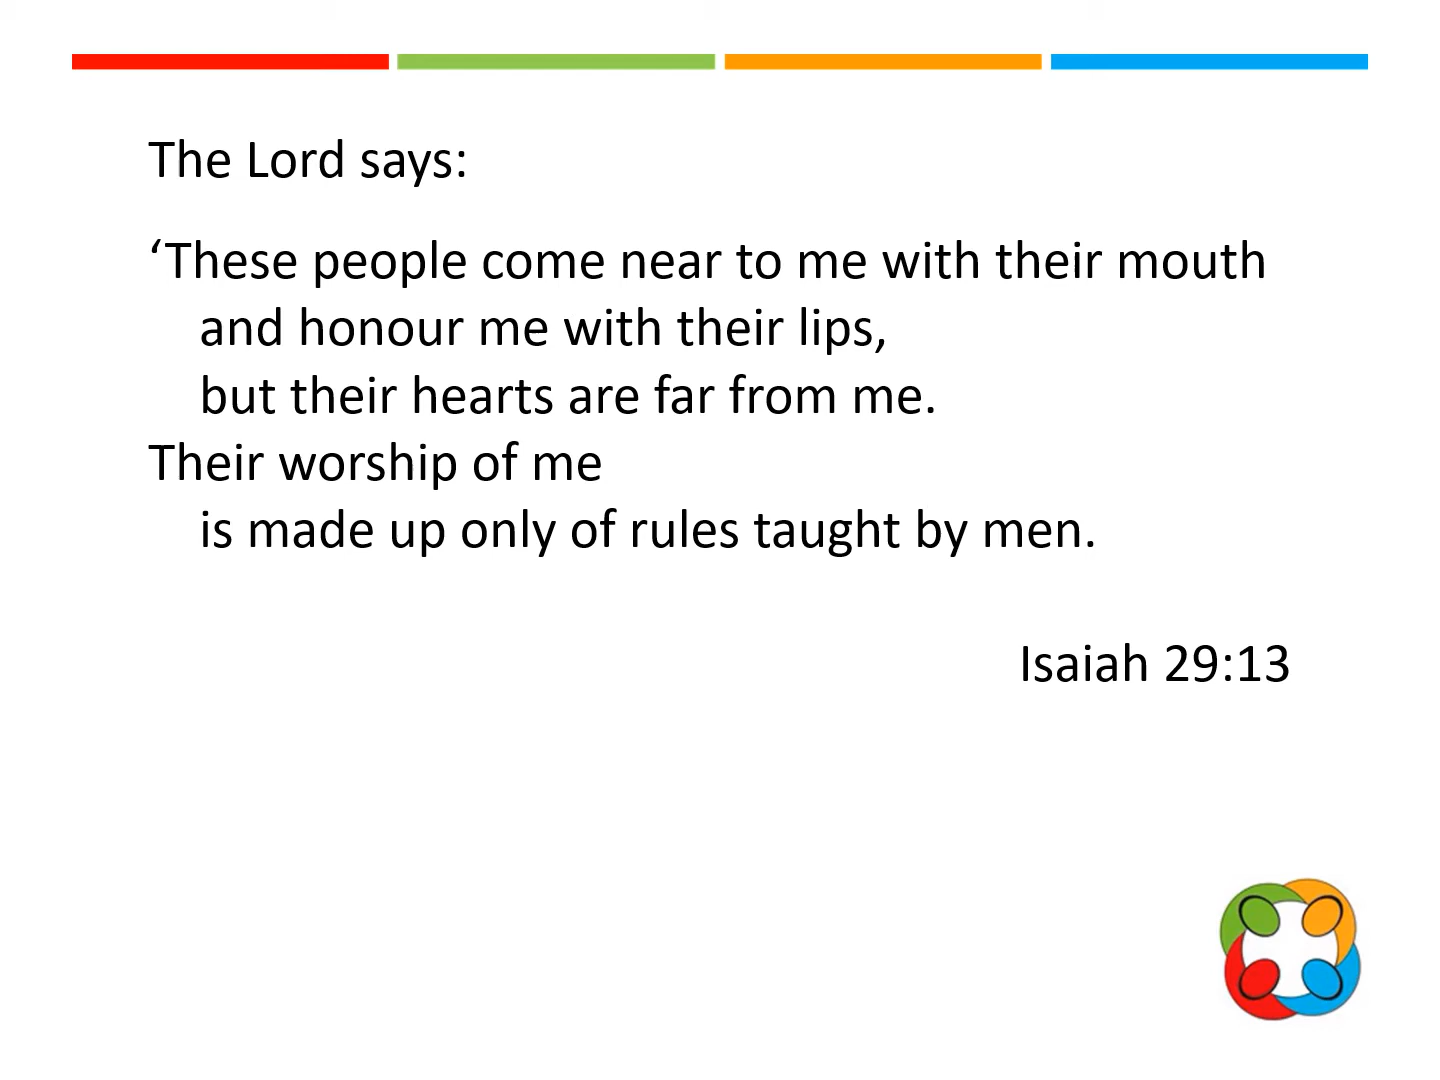 The Lord says:
‘These people come near to me with their mouth
and honour me with their lips,
but their hearts are far from me.
Their worship of me
is made up only of rules taught by men.
Isaiah 29:13